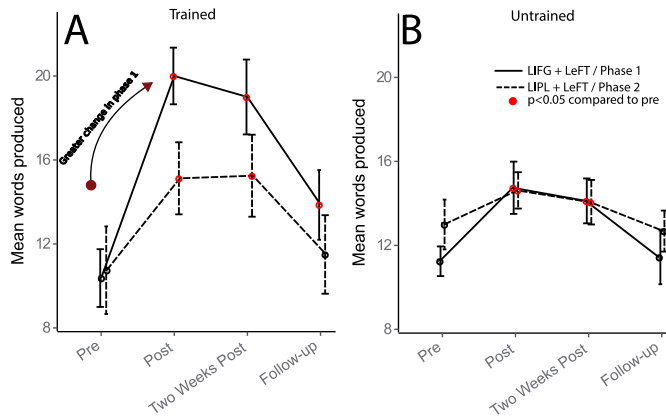 A
Trained
Mean words produced
20
16
12
8
Greater change in phase 1
Pre
Post
Two Weeks Post
Follow-up
B
Untrained
LIFG + LeFT / Phase 1
LIPL + LeFT / Phase 2
p<0.05 compared to pre
Mean words produced
20
16
12
8
Pre
Post
Two Weeks Post
Follow-up